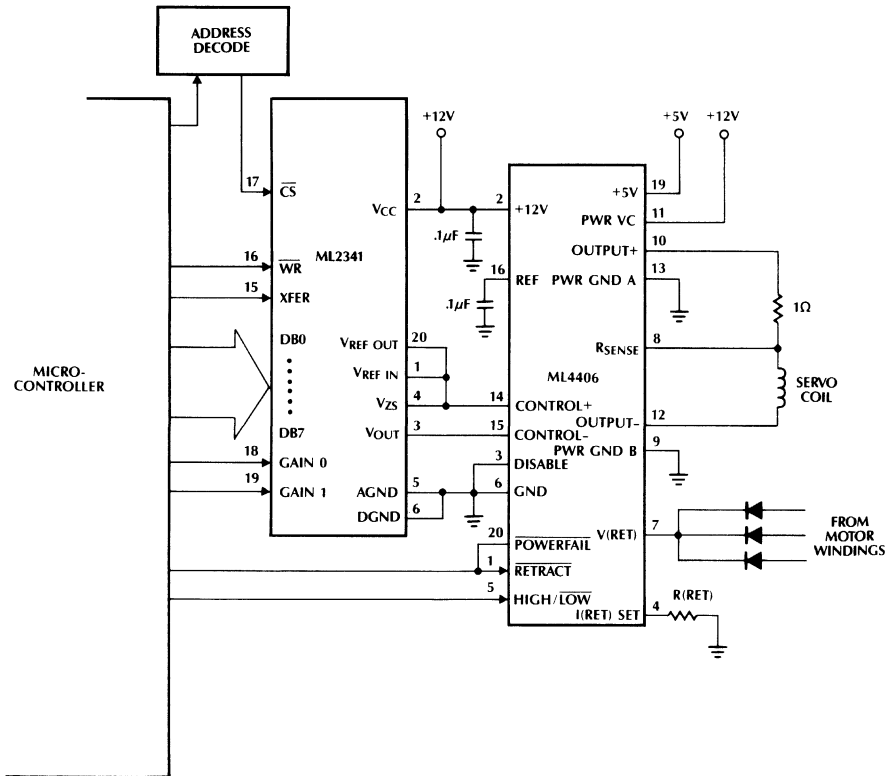 ADDRESS
DECODE
MICRO-
CONTROLLER
17
16
15
18
19
ML2341
CS
WR
XFER
DB0
DB7
GAIN 0
GAIN 1
VCC
VREF OUT
VREF IN
VZS
VOUT
AGND
DGND
2
20
1
4
3
5
6
+12V
.1µF
.1µF
2
16
14
15
3
6
20
1
5
ML4406
+12V
REF
CONTROL+
CONTROL-
DISABLE
GND
POWERFAIL
RETRACT
HIGH/LOW
+5V
PWR VC
OUTPUT+
PWR GND A
RSENSE
OUTPUT-
PWR GND B
V(RET)
I(RET) SET
19
11
10
13
8
12
9
7
4
+5V
+12V
1Ω
SERVO
COIL
FROM
MOTOR
WINDINGS
R(RET)